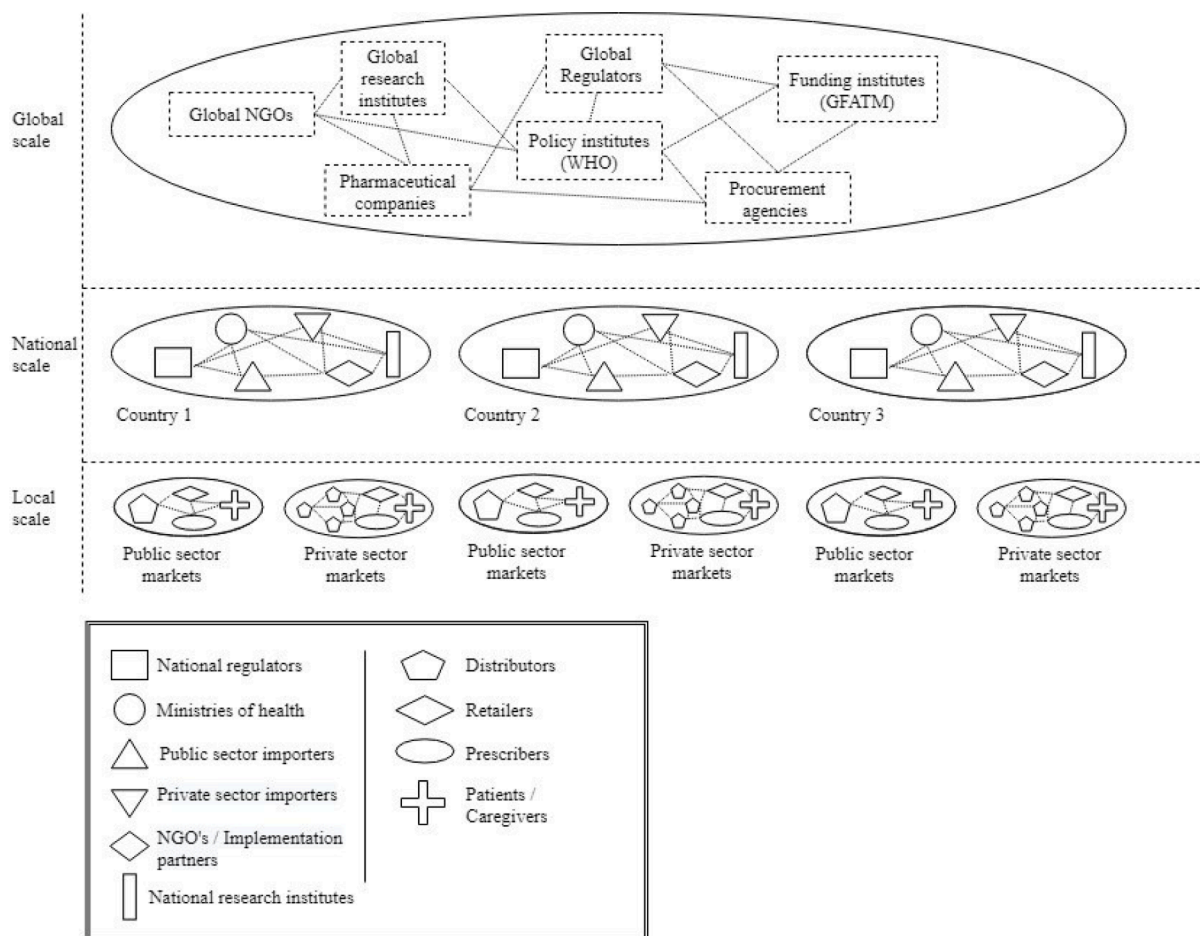 Global
scale
Global NGOs
Global
research
institutes
Global
Regulators
Funding institutes
(GFATM)
Policy institutes
(WHO)
Pharmaceutical
companies
Procurement
agencies
National
scale
Country 1
Country 2
Country 3
Local
scale
Public sector
markets
Private sector
markets
Public sector
markets
Private sector
markets
Public sector
markets
Private sector
markets
National regulators
Ministries of health
Public sector importers
Private sector importers
NGO's / Implementation
partners
National research institutes
Distributors
Retailers
Prescribers
Patients /
Caregivers